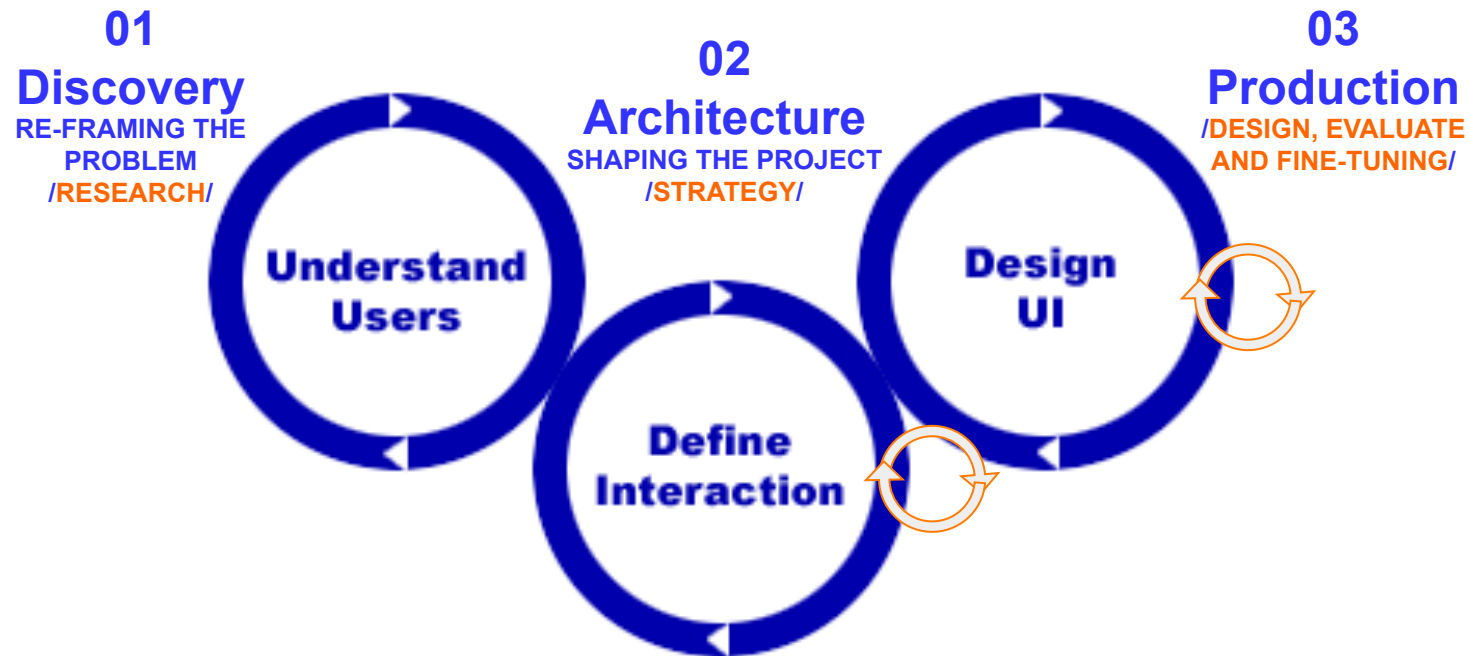 01
Discovery
RE-FRAMING THE
PROBLEM
/RESEARCH/
Understand
Users
02
Architecture
SHAPING THE PROJECT
/STRATEGY/
Define
Interaction
03
Production
/DESIGN, EVALUATE
AND FINE-TUNING/
Design
UI